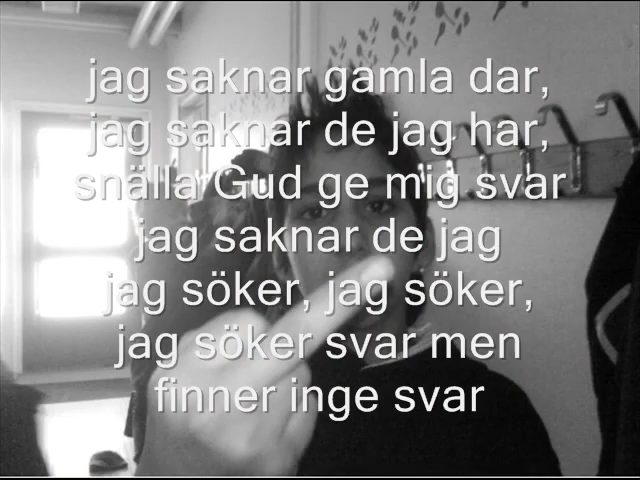 jag saknar gamla dar,
jag saknar de jag har,
snälla Gud ge mig svar
jag saknar de jag
jag söker, jag söker,
jag söker svar men
finner inge svar